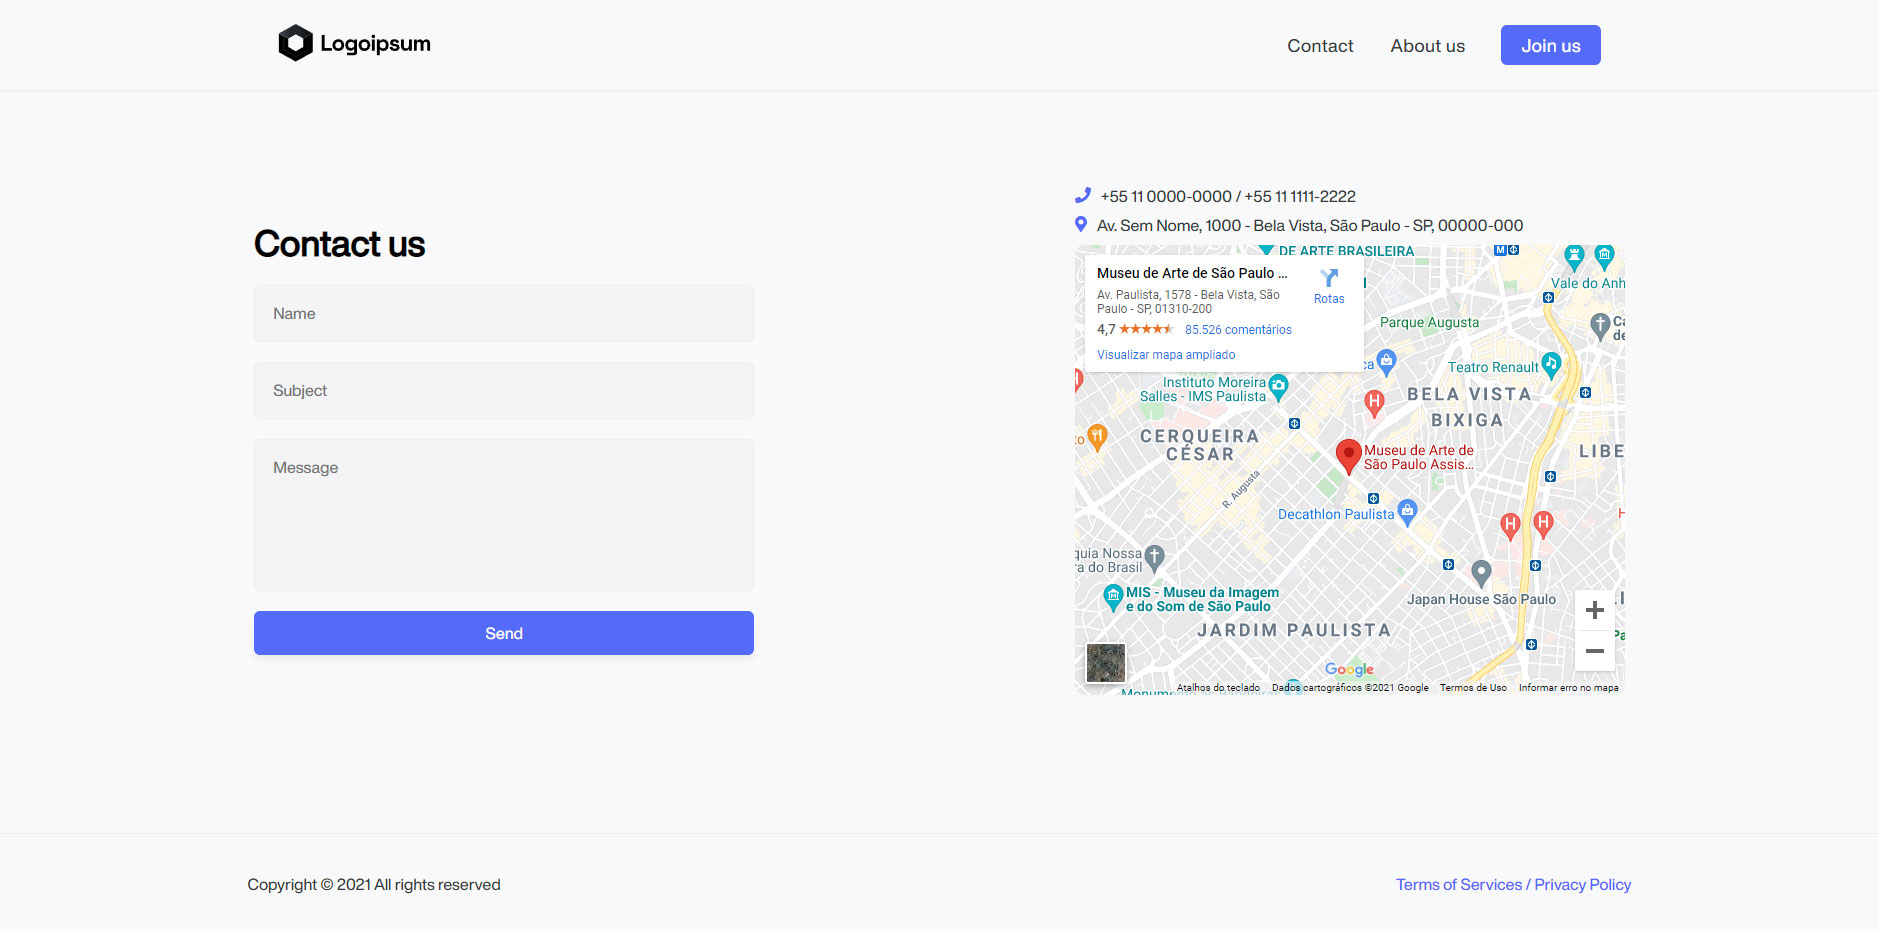 Logoipsum
Contact
About us
Join us
Contact us
Name
Subject
Message
Send
+55 11 0000-0000 / +55 11 1111-2222
Av. Sem Nome, 1000 - Bela Vista, São Paulo - SP, 00000-000
DE ARTE BRASILEIRA
M
Museu de Arte de São Paulo ...
Av. Paulista, 1578 - Bela Vista, São
Paulo - SP, 01310-200
4,7
85.526 comentários
Visualizar mapa ampliado
Rotas
Vale do Anh
Parque Augusta
Ca
de
ca
Teatro Renault
Instituto Moreira
Salles - IMS Paulista
H
BELA VISTA
BIXIGA
CERQUEIRA
CÉSAR
to
LIBE
Museu de Arte de
São Paulo Assis...
R. Augusta
Decathlon Paulista
H
H
H
quia Nossa
ra do Brasil
MIS - Museu da Imagem
e do Som de São Paulo
Japan House São Paulo
JARDIM PAULISTA
Pa
Google
Atalhos do teclado
Dados cartográficos ©2021 Google
Termos de Uso
Informar erro no mapa
Copyright © 2021 All rights reserved
Terms of Services / Privacy Policy